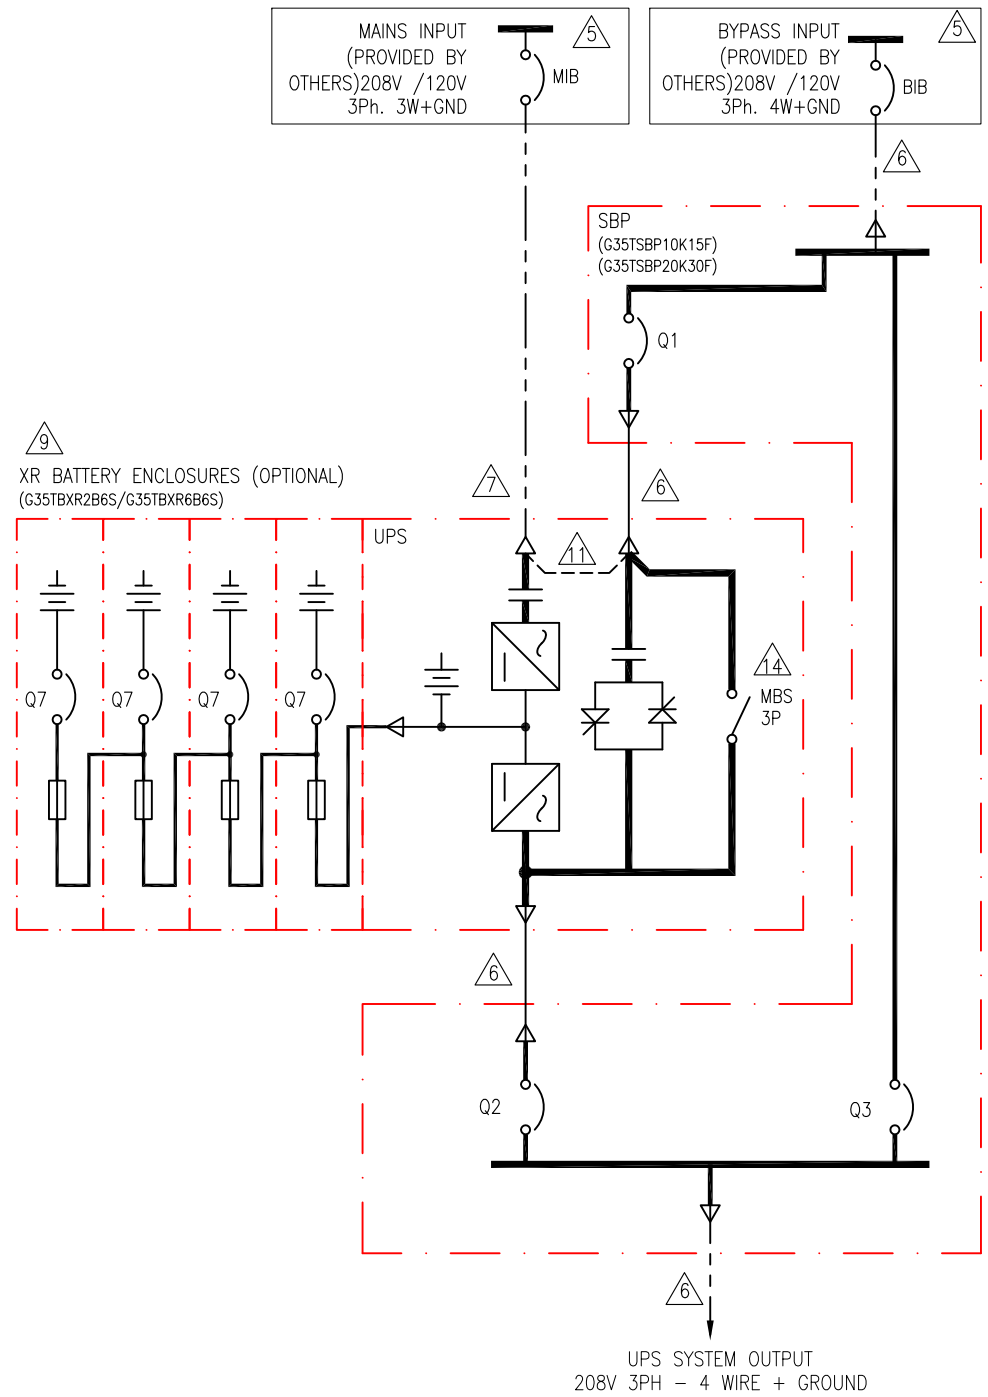 MAINS INPUT
(PROVIDED BY
OTHERS)208V /120V
3Ph. 3W+GND
5
MIB
BYPASS INPUT
(PROVIDED BY
OTHERS)208V /120V
3Ph. 4W+GND
5
BIB
6
SBP
(G35TSBP10K15F)
(G35TSBP20K30F)
Q1
9
XR BATTERY ENCLOSURES (OPTIONAL)
(G35TBXR2B6S/G35TBXR6B6S)
7
6
UPS
11
Q7
Q7
Q7
Q7
14
MBS
3P
6
Q2
Q3
6
UPS SYSTEM OUTPUT
208V 3PH – 4 WIRE + GROUND